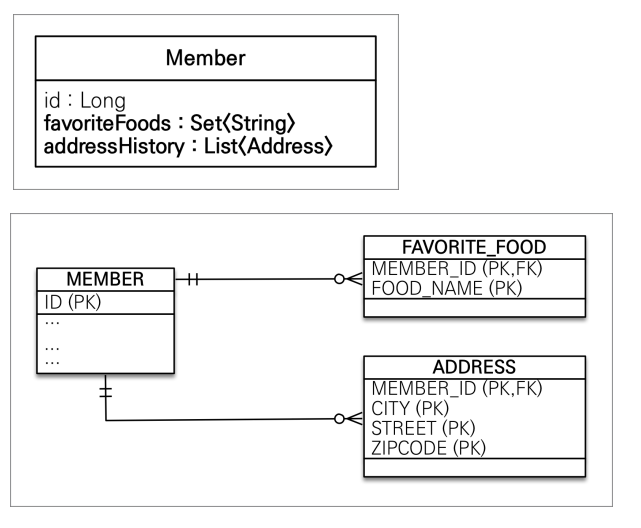 Member
id : Long
favoriteFoods : Set<String>
addressHistory : List<Address>
FAVORITE_FOOD
MEMBER_ID (PK,FK)
FOOD_NAME (PK)
MEMBER
ID (PK)
...
...
...
ADDRESS
MEMBER_ID (PK,FK)
CITY (PK)
STREET (PK)
ZIPCODE (PK)